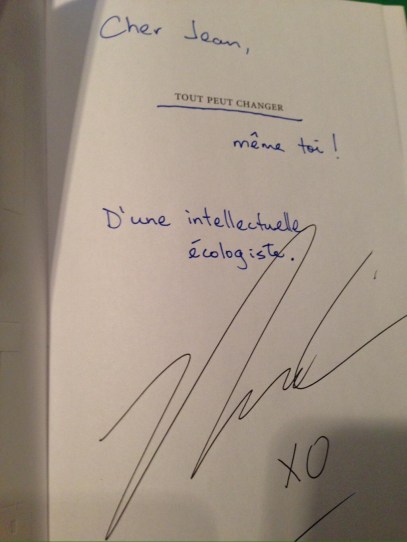 Cher Jean,
TOUT PEUT CHANGER
même toi !
D'une intellectuelle
écologiste.
XO